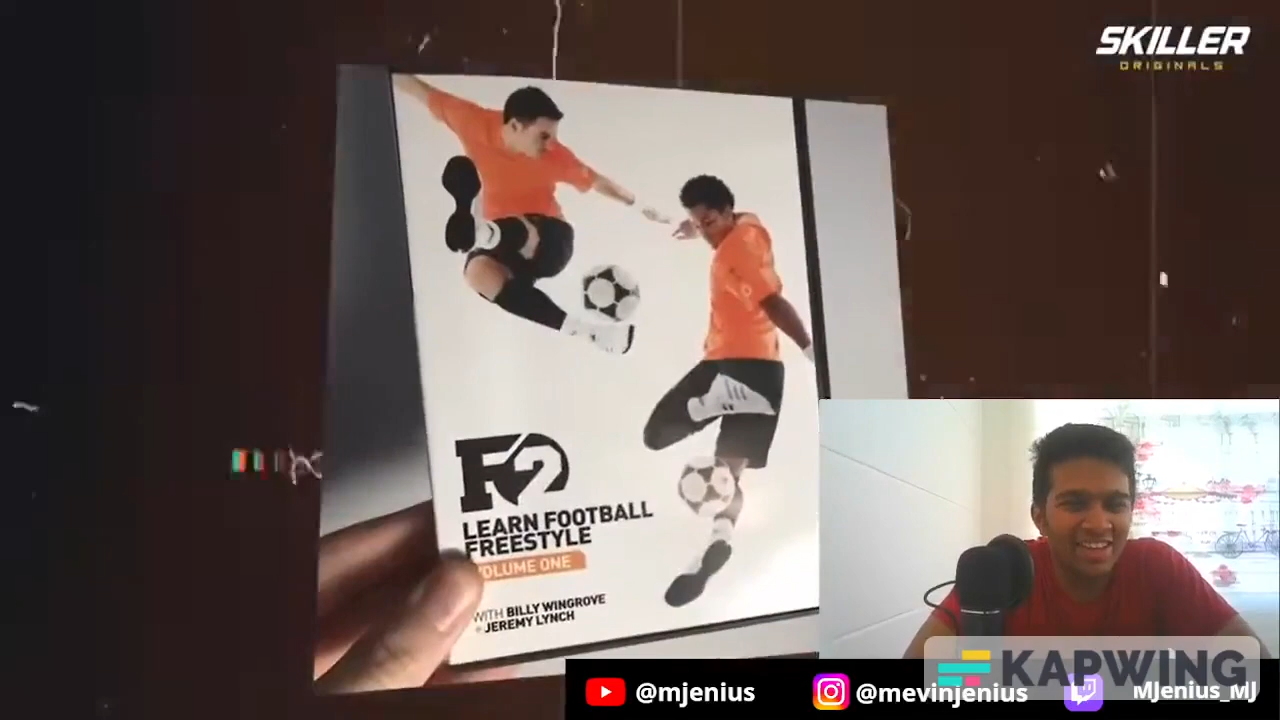 SKILLER
ORIGINALS
F2
LEARN FOOTBALL
FREESTYLE
VOLUME ONE
WITH BILLY WINGROVE
+ JEREMY LYNCH
@mjenius
@mevinjenius
MJenius_MJ
KAPWING